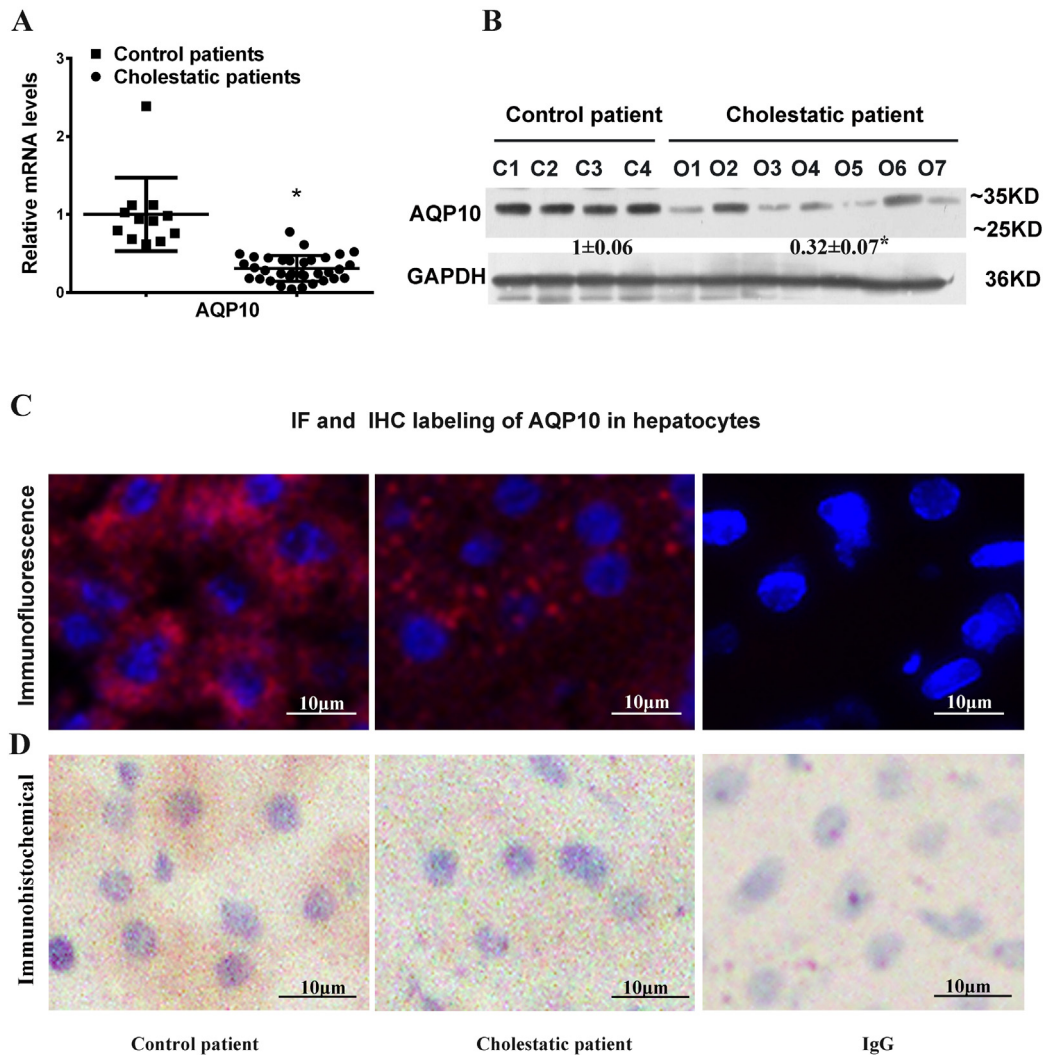 A
Control patients
Cholestatic patients
Relative mRNA levels
3
2
1
0
*
AQP10
B
Control patient Cholestatic patient
C1 C2 C3 C4 O1 O2 O3 O4 O5 O6 O7
AQP10
~35KD
~25KD
1±0.06 0.32±0.07*
GAPDH
36KD
C
IF and IHC labeling of AQP10 in hepatocytes
Immunofluorescence
10μm 10μm 10μm
D
Immunohistochemical
10μm 10μm 10μm
Control patient Cholestatic patient IgG